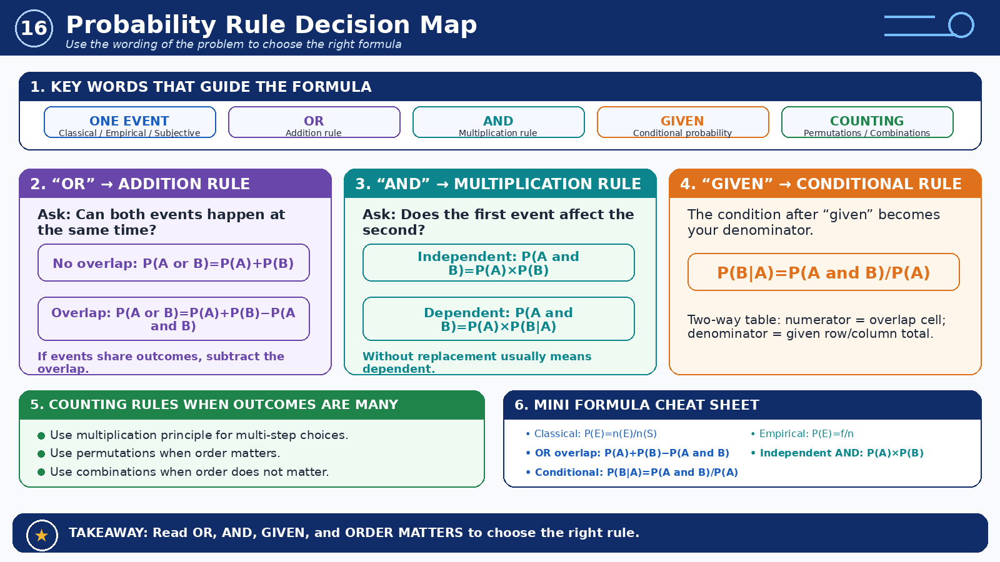 16
Probability Rule Decision Map
Use the wording of the problem to choose the right formula
1. KEY WORDS THAT GUIDE THE FORMULA
ONE EVENT
Classical / Empirical / Subjective
OR
Addition rule
AND
Multiplication rule
GIVEN
Conditional probability
COUNTING
Permutations / Combinations
2. “OR” → ADDITION RULE
Ask: Can both events happen at
the same time?
No overlap: P(A or B)=P(A)+P(B)
Overlap: P(A or B)=P(A)+P(B)−P(A
and B)
If events share outcomes, subtract the
overlap.
3. “AND” → MULTIPLICATION RULE
Ask: Does the first event affect the
second?
Independent: P(A and
B)=P(A)×P(B)
Dependent: P(A and
B)=P(A)×P(B|A)
Without replacement usually means
dependent.
4. “GIVEN” → CONDITIONAL RULE
The condition after “given” becomes
your denominator.
P(B|A)=P(A and B)/P(A)
Two-way table: numerator = overlap cell;
denominator = given row/column total.
5. COUNTING RULES WHEN OUTCOMES ARE MANY
Use multiplication principle for multi-step choices.
Use permutations when order matters.
Use combinations when order does not matter.
6. MINI FORMULA CHEAT SHEET
• Classical: P(E)=n(E)/n(S)
• Empirical: P(E)=f/n
• OR overlap: P(A)+P(B)−P(A and B)
• Independent AND: P(A)×P(B)
• Conditional: P(B|A)=P(A and B)/P(A)
TAKEAWAY: Read OR, AND, GIVEN, and ORDER MATTERS to choose the right rule.